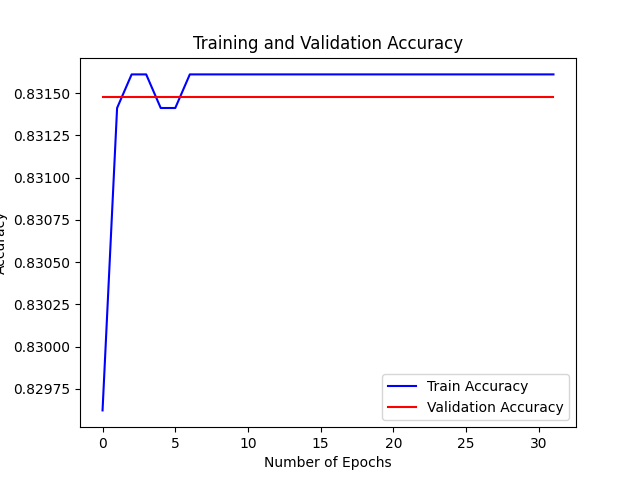 Training and Validation Accuracy
0.83150
0.83125
0.83100
0.83075
0.83050
0.83025
0.83000
0.82975
Accuracy
Train Accuracy
Validation Accuracy
0 5 10 15 20 25 30
Number of Epochs